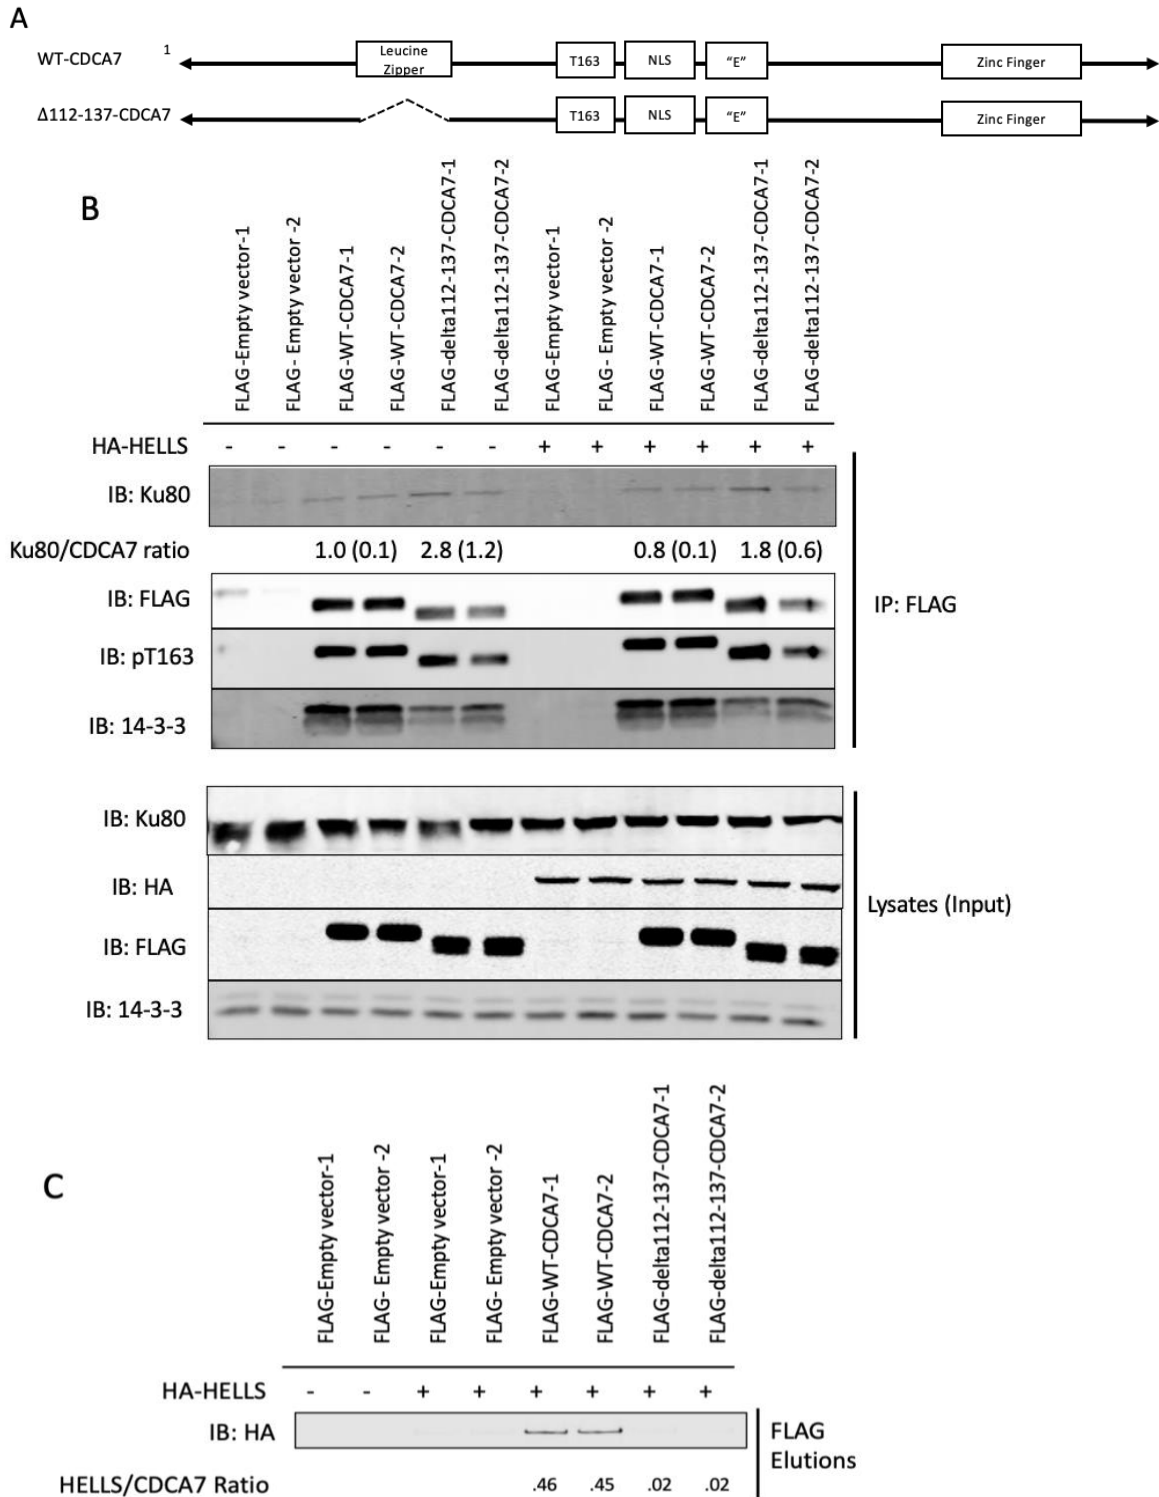 A
WT-CDCA7 1 Leucine Zipper T163 NLS “E” Zinc Finger
Δ112-137-CDCA7 T163 NLS “E” Zinc Finger
B
FLAG-Empty vector-1
FLAG- Empty vector -2
FLAG-WT-CDCA7-1
FLAG-WT-CDCA7-2
FLAG-delta112-137-CDCA7-1
FLAG-delta112-137-CDCA7-2
FLAG-Empty vector-1
FLAG- Empty vector -2
FLAG-WT-CDCA7-1
FLAG-WT-CDCA7-2
FLAG-delta112-137-CDCA7-1
FLAG-delta112-137-CDCA7-2
HA-HELLS - - - - - - + + + + + +
IB: Ku80
Ku80/CDCA7 ratio 1.0 (0.1) 2.8 (1.2) 0.8 (0.1) 1.8 (0.6)
IB: FLAG
IP: FLAG
IB: pT163
IB: 14-3-3
IB: Ku80
IB: HA
Lysates (Input)
IB: FLAG
IB: 14-3-3
C
FLAG-Empty vector-1
FLAG- Empty vector -2
FLAG-Empty vector-1
FLAG- Empty vector -2
FLAG-WT-CDCA7-1
FLAG-WT-CDCA7-2
FLAG-delta112-137-CDCA7-1
FLAG-delta112-137-CDCA7-2
HA-HELLS - - + + + + + +
IB: HA
FLAG
Elutions
HELLS/CDCA7 Ratio .46 .45 .02 .02